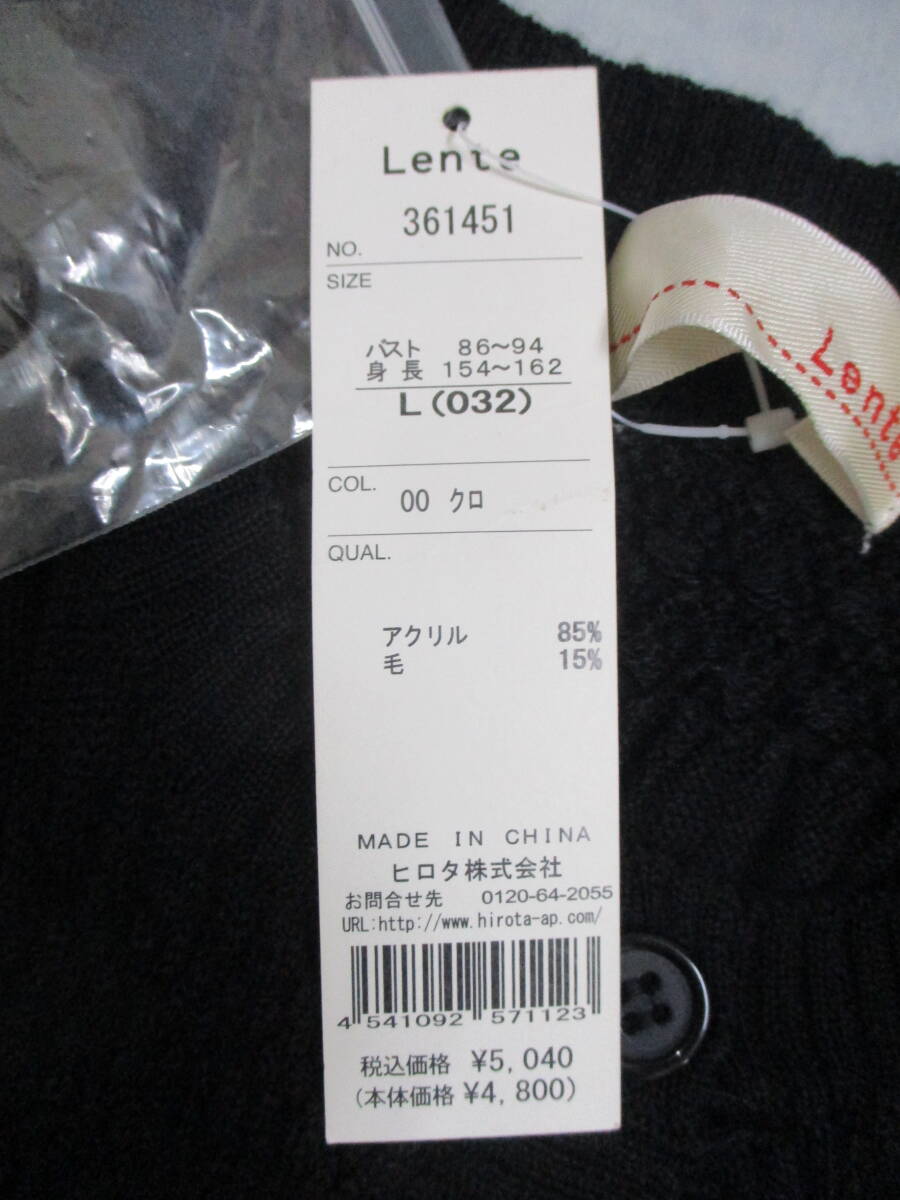 Lente
361451
NO.
SIZE
バスト 86～94
身長 154～162
L(032)
COL.
00 クロ
QUAL.
アクリル 85%
毛 15%
MADE IN CHINA
ヒロタ株式会社
お問合せ先 0120-64-2055
URL:http://www.hirota-ap.com/
4 541092 571123
税込価格 ¥5,040
(本体価格 ¥4,800)
Lente